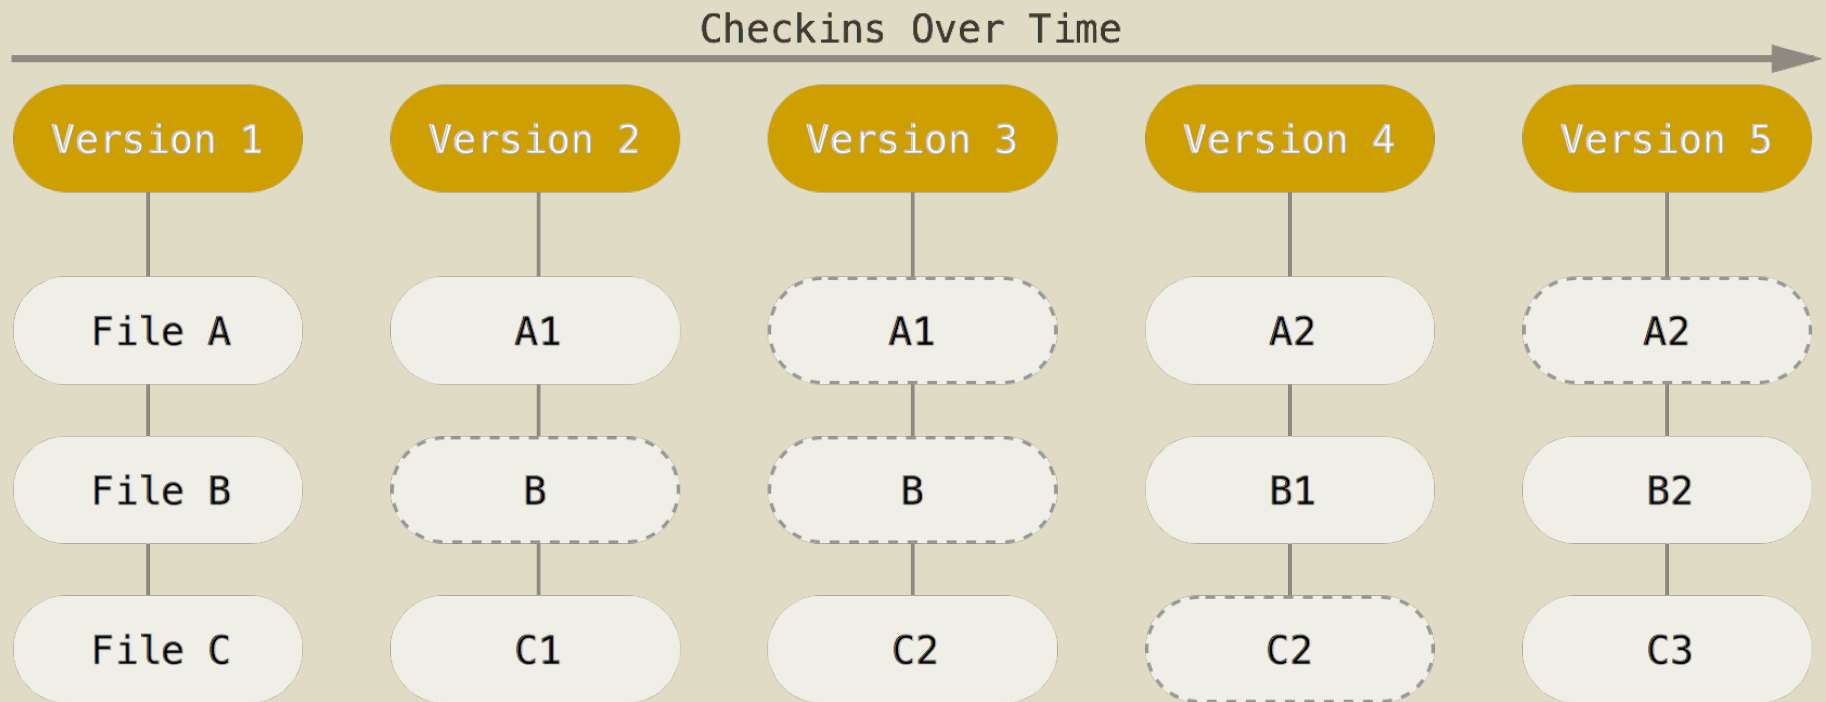 Checkins Over Time
Version 1 Version 2 Version 3 Version 4 Version 5
File A A1 A1 A2 A2
File B B B B1 B2
File C C1 C2 C2 C3